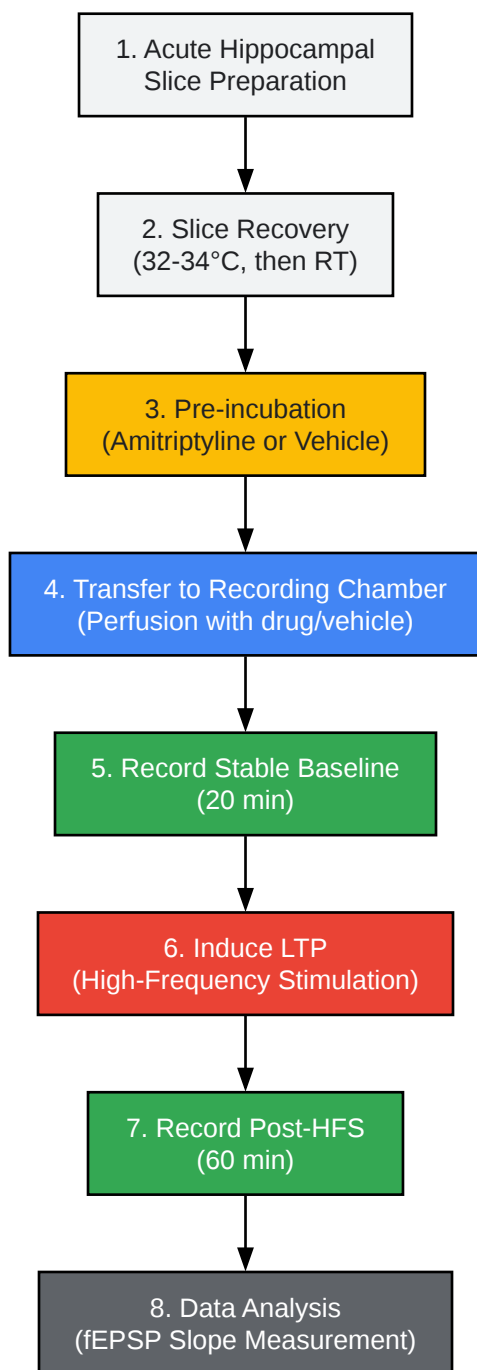 1. Acute Hippocampal
Slice Preparation
2. Slice Recovery
(32-34°C, then RT)
3. Pre-incubation
(Amitriptyline or Vehicle)
4. Transfer to Recording Chamber
(Perfusion with drug/vehicle)
5. Record Stable Baseline
(20 min)
6. Induce LTP
(High-Frequency Stimulation)
7. Record Post-HFS
(60 min)
8. Data Analysis
(fEPSP Slope Measurement)